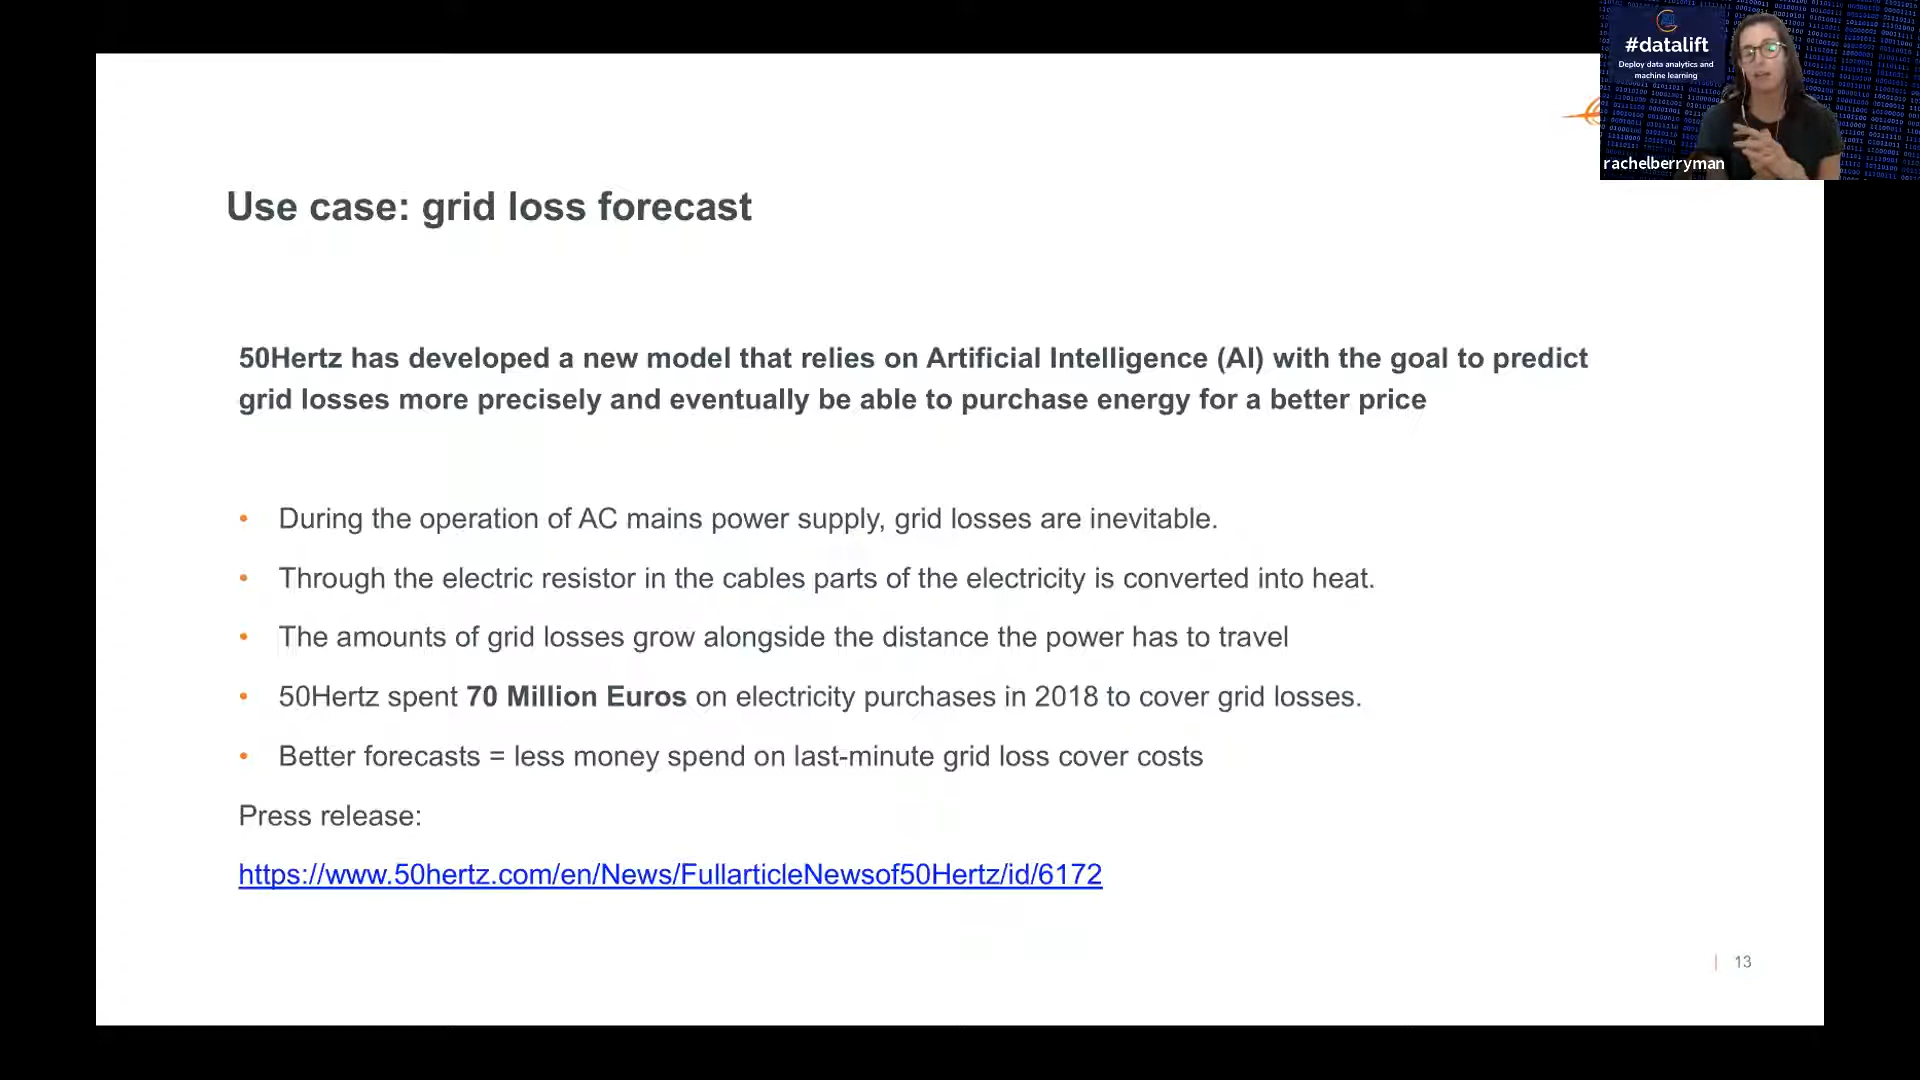 #datalift
Deploy data analytics and
machine learning
rachelberryman
Use case: grid loss forecast
50Hertz has developed a new model that relies on Artificial Intelligence (AI) with the goal to predict
grid losses more precisely and eventually be able to purchase energy for a better price
• During the operation of AC mains power supply, grid losses are inevitable.
• Through the electric resistor in the cables parts of the electricity is converted into heat.
• The amounts of grid losses grow alongside the distance the power has to travel
• 50Hertz spent 70 Million Euros on electricity purchases in 2018 to cover grid losses.
• Better forecasts = less money spend on last-minute grid loss cover costs
Press release:
https://www.50hertz.com/en/News/FullarticleNewsof50Hertz/id/6172
13